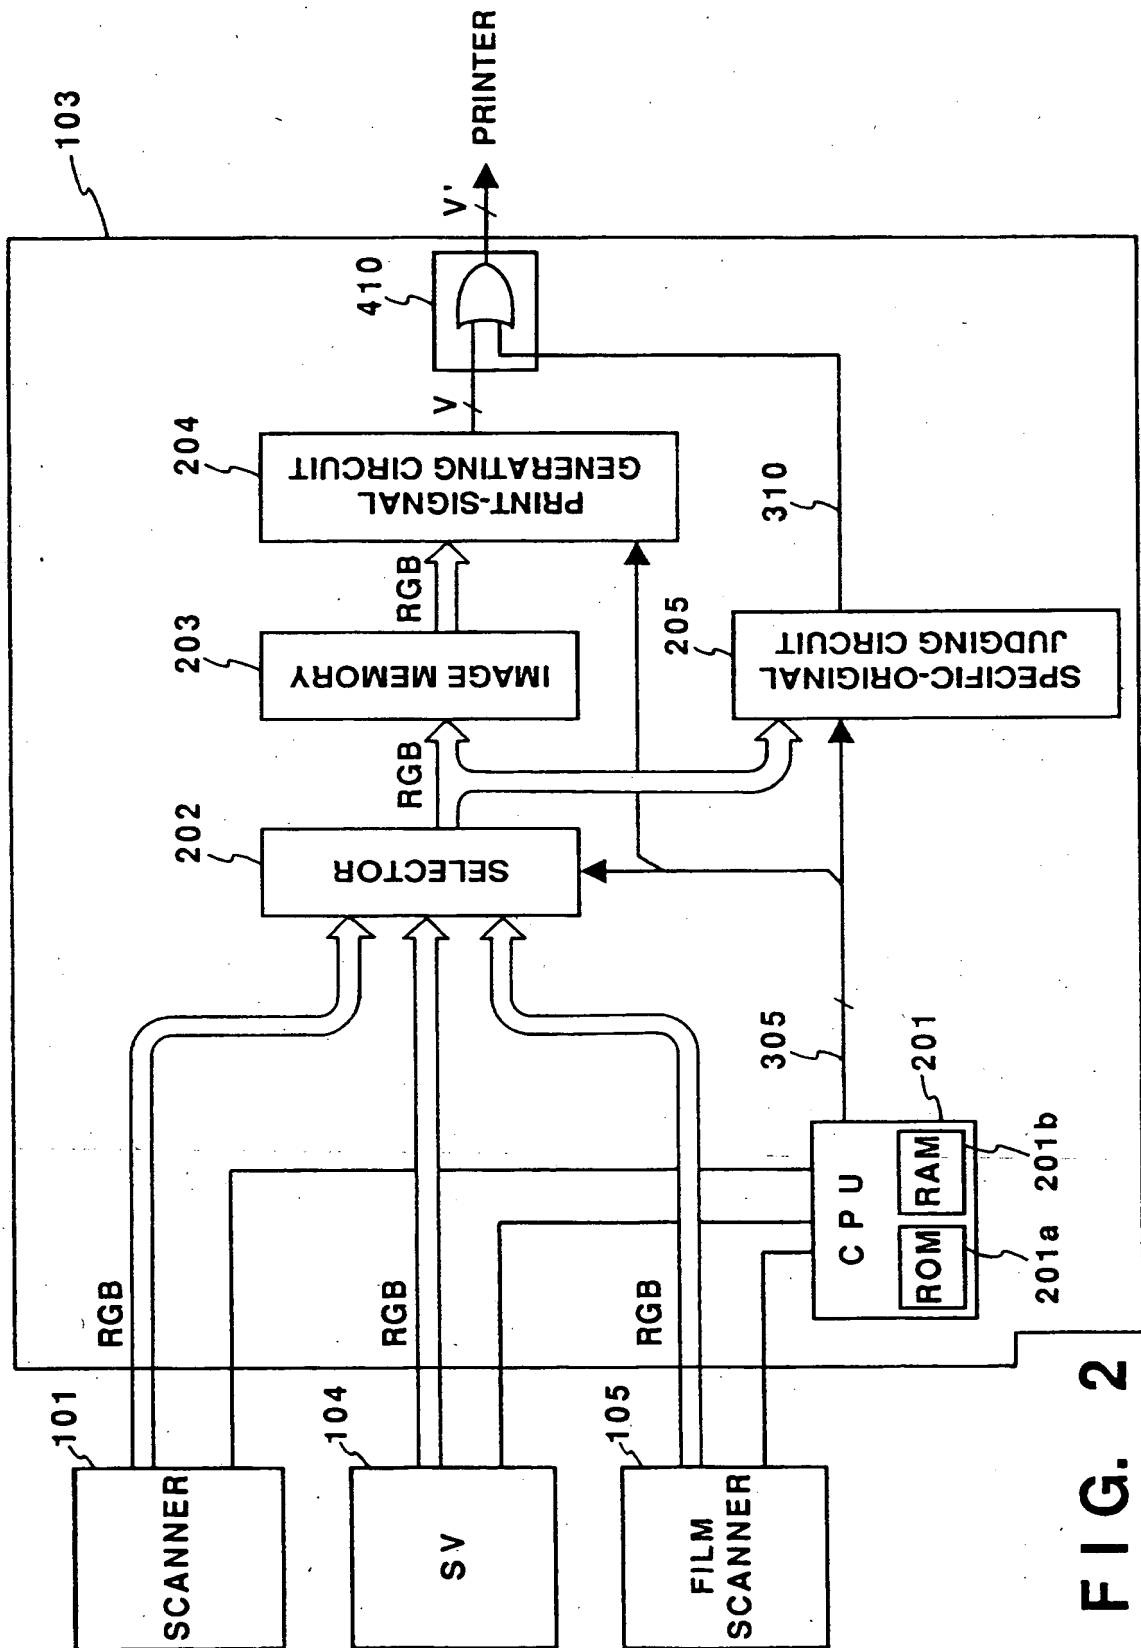 103
101
SCANNER
RGB
104
SV
RGB
105
FILM
SCANNER
RGB
202
SELECTOR
RGB
203
IMAGE MEMORY
RGB
204
PRINT-SIGNAL
GENERATING CIRCUIT
V
410
V'
PRINTER
205
SPECIFIC-ORIGINAL
JUDGING CIRCUIT
310
305
201
CPU
ROM
RAM
201a
201b
FIG. 2